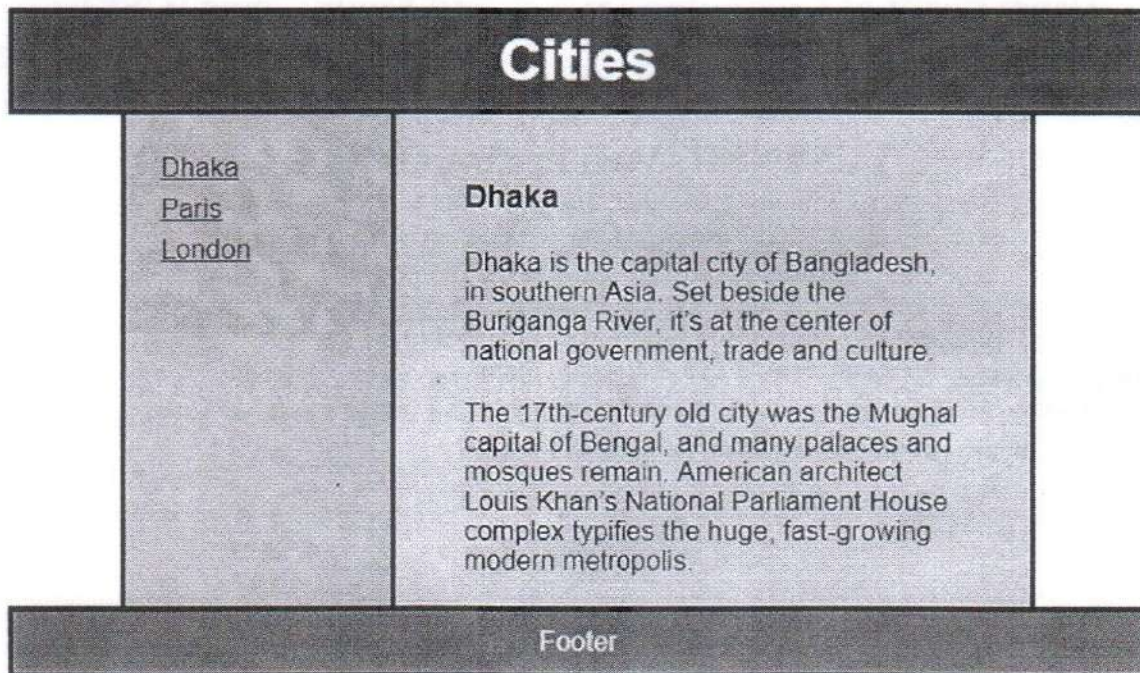 Cities
Dhaka
Paris
London
Dhaka
Dhaka is the capital city of Bangladesh,
in southern Asia. Set beside the
Buriganga River, it's at the center of
national government, trade and culture.
The 17th-century old city was the Mughal
capital of Bengal, and many palaces and
mosques remain. American architect
Louis Khan's National Parliament House
complex typifies the huge, fast-growing
modern metropolis.
Footer